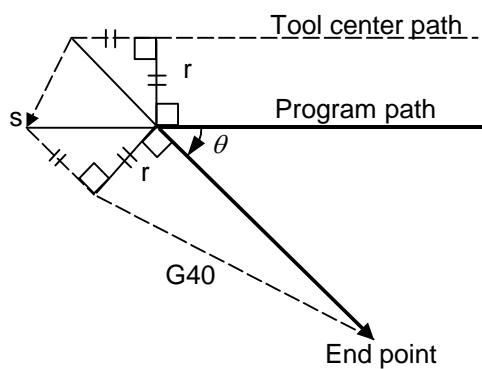 Tool center path
r
Program path
s
θ
r
G40
End point